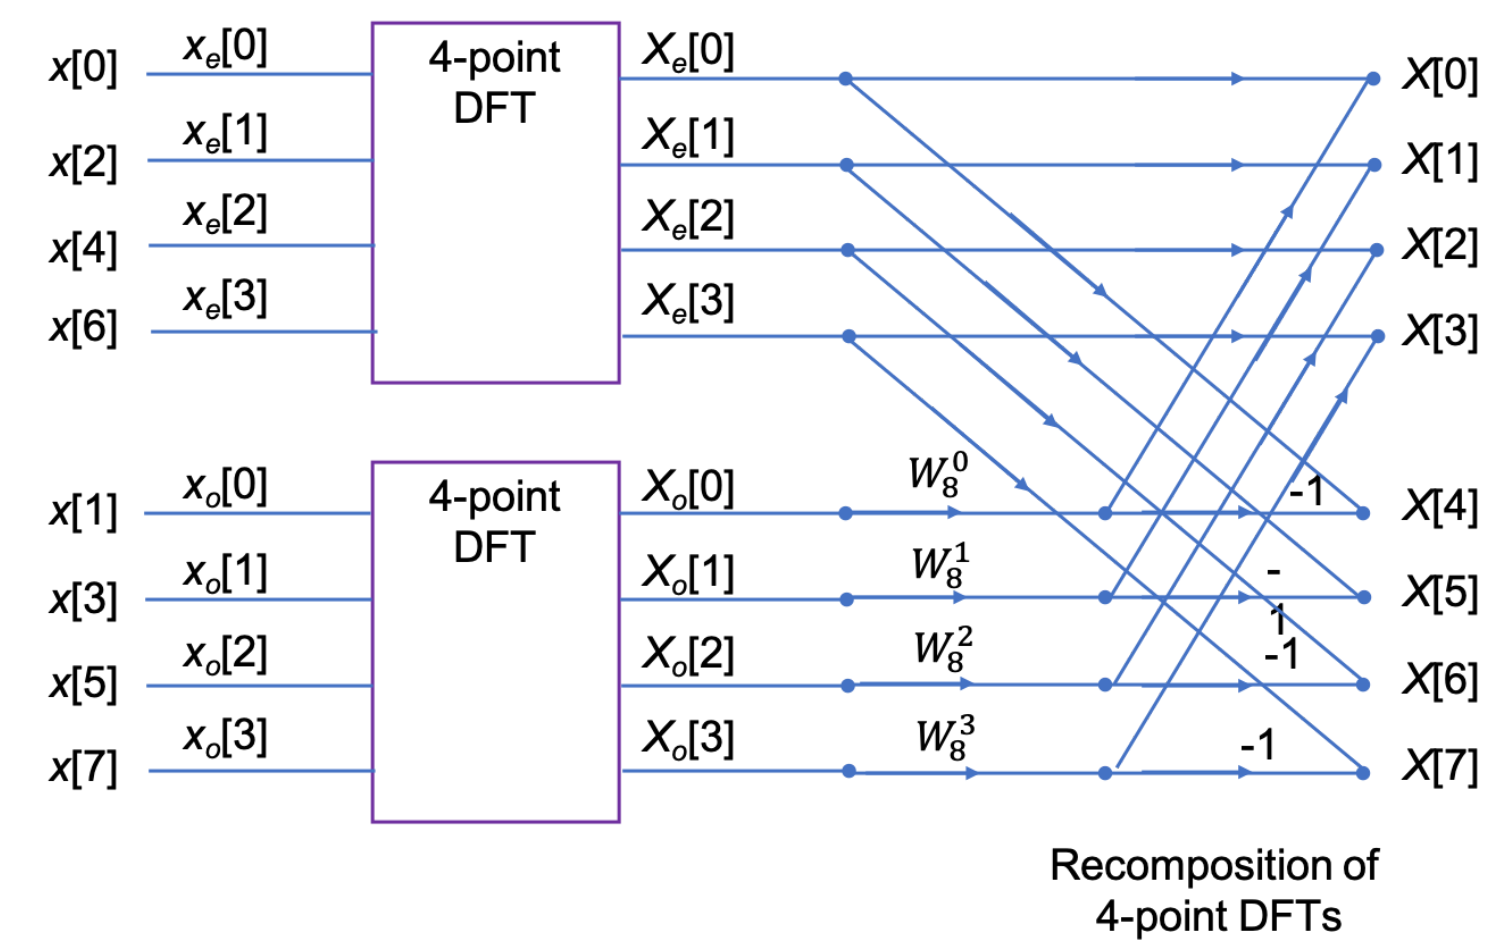 x[0] xe[0] 4-point Xe[0] X[0]
DFT
x[2] xe[1] Xe[1] X[1]
x[4] xe[2] Xe[2] X[2]
x[6] xe[3] Xe[3] X[3]
x[1] xo[0] 4-point Xo[0] W₈⁰ -1 X[4]
DFT
x[3] xo[1] Xo[1] W₈¹ - X[5]
1
x[5] xo[2] Xo[2] W₈² -1 X[6]
x[7] xo[3] Xo[3] W₈³ -1 X[7]
Recomposition of
4-point DFTs